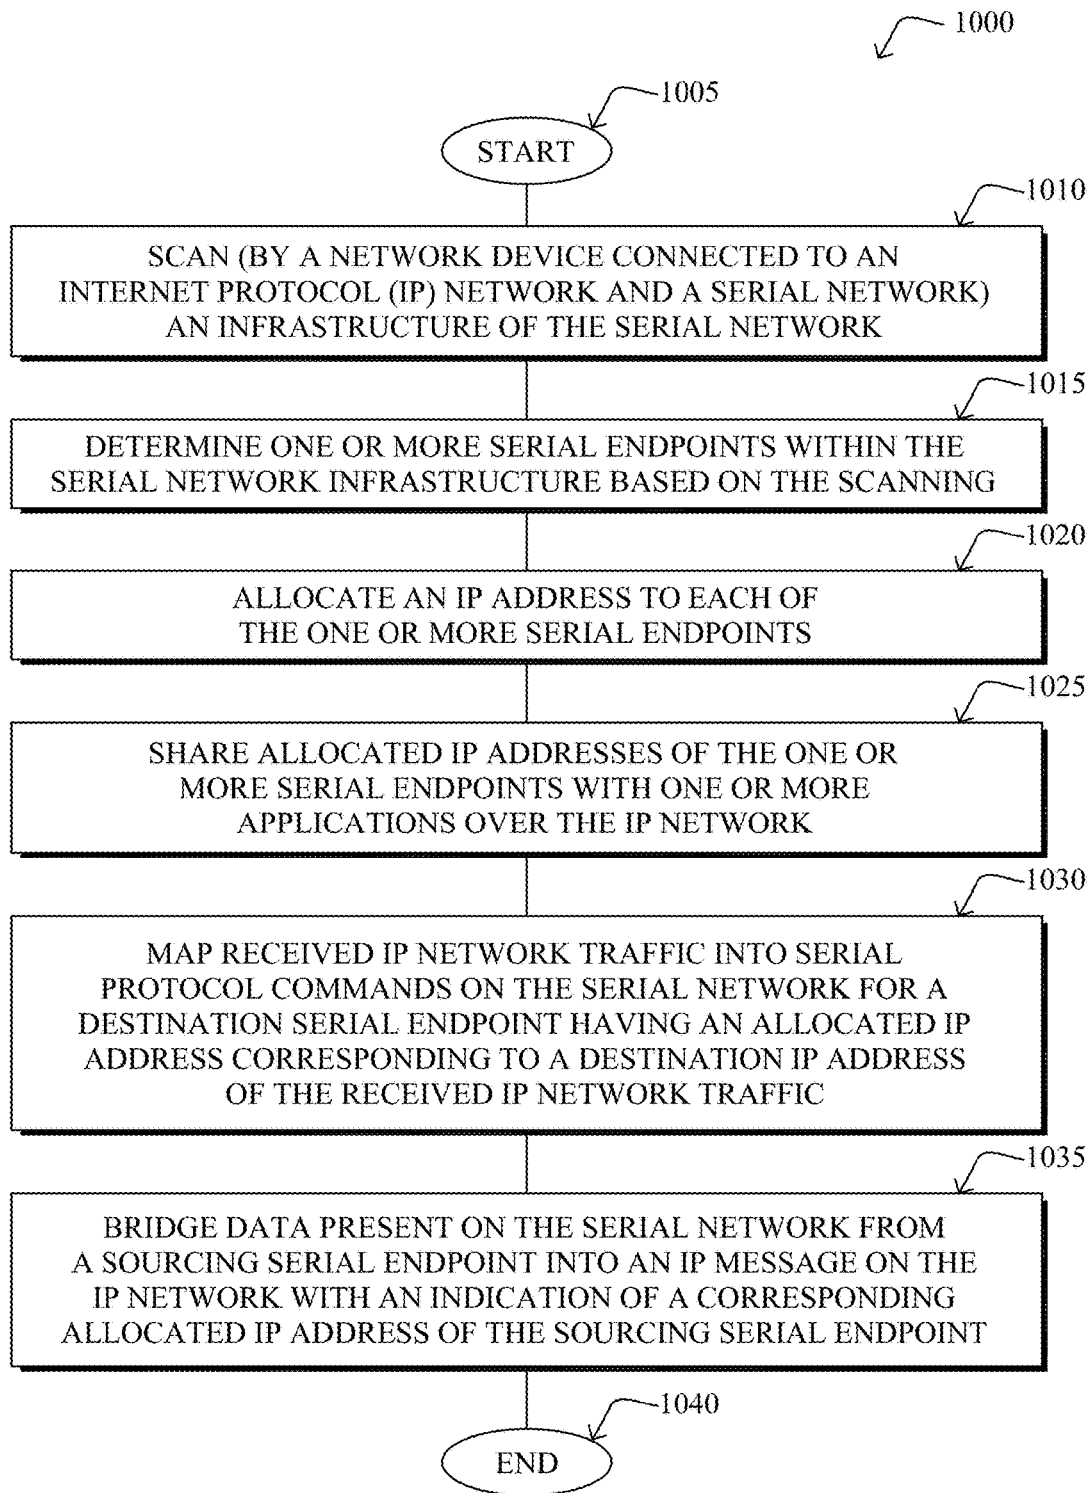 1000
1005
START
1010
SCAN (BY A NETWORK DEVICE CONNECTED TO AN
INTERNET PROTOCOL (IP) NETWORK AND A SERIAL NETWORK)
AN INFRASTRUCTURE OF THE SERIAL NETWORK
1015
DETERMINE ONE OR MORE SERIAL ENDPOINTS WITHIN THE
SERIAL NETWORK INFRASTRUCTURE BASED ON THE SCANNING
1020
ALLOCATE AN IP ADDRESS TO EACH OF
THE ONE OR MORE SERIAL ENDPOINTS
1025
SHARE ALLOCATED IP ADDRESSES OF THE ONE OR
MORE SERIAL ENDPOINTS WITH ONE OR MORE
APPLICATIONS OVER THE IP NETWORK
1030
MAP RECEIVED IP NETWORK TRAFFIC INTO SERIAL
PROTOCOL COMMANDS ON THE SERIAL NETWORK FOR A
DESTINATION SERIAL ENDPOINT HAVING AN ALLOCATED IP
ADDRESS CORRESPONDING TO A DESTINATION IP ADDRESS
OF THE RECEIVED IP NETWORK TRAFFIC
1035
BRIDGE DATA PRESENT ON THE SERIAL NETWORK FROM
A SOURCING SERIAL ENDPOINT INTO AN IP MESSAGE ON THE
IP NETWORK WITH AN INDICATION OF A CORRESPONDING
ALLOCATED IP ADDRESS OF THE SOURCING SERIAL ENDPOINT
1040
END